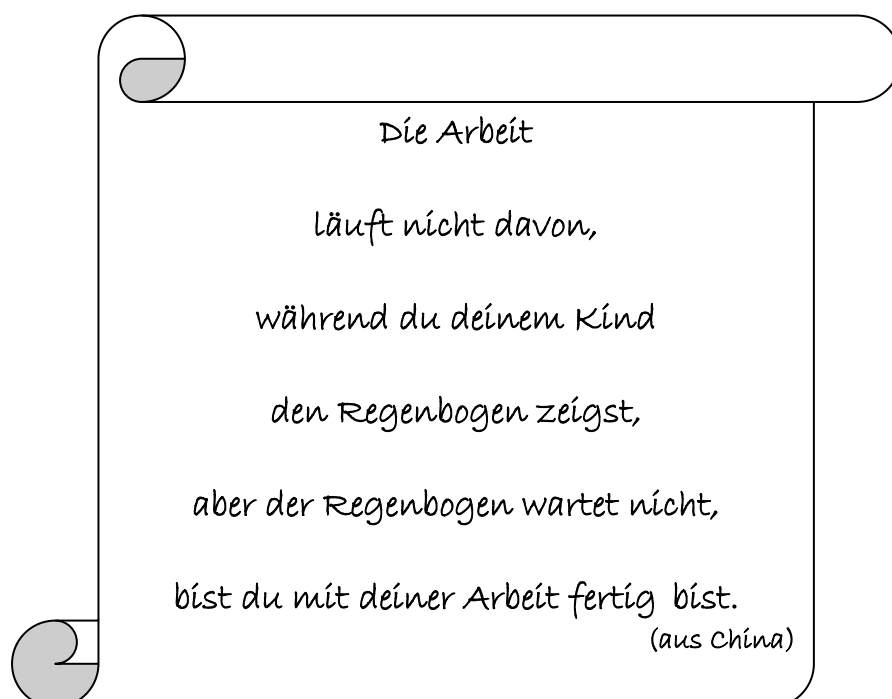 Die Arbeit
läuft nicht davon,
während du deinem Kind
den Regenbogen zeigst,
aber der Regenbogen wartet nicht,
bist du mit deiner Arbeit fertig bist.
(aus China)